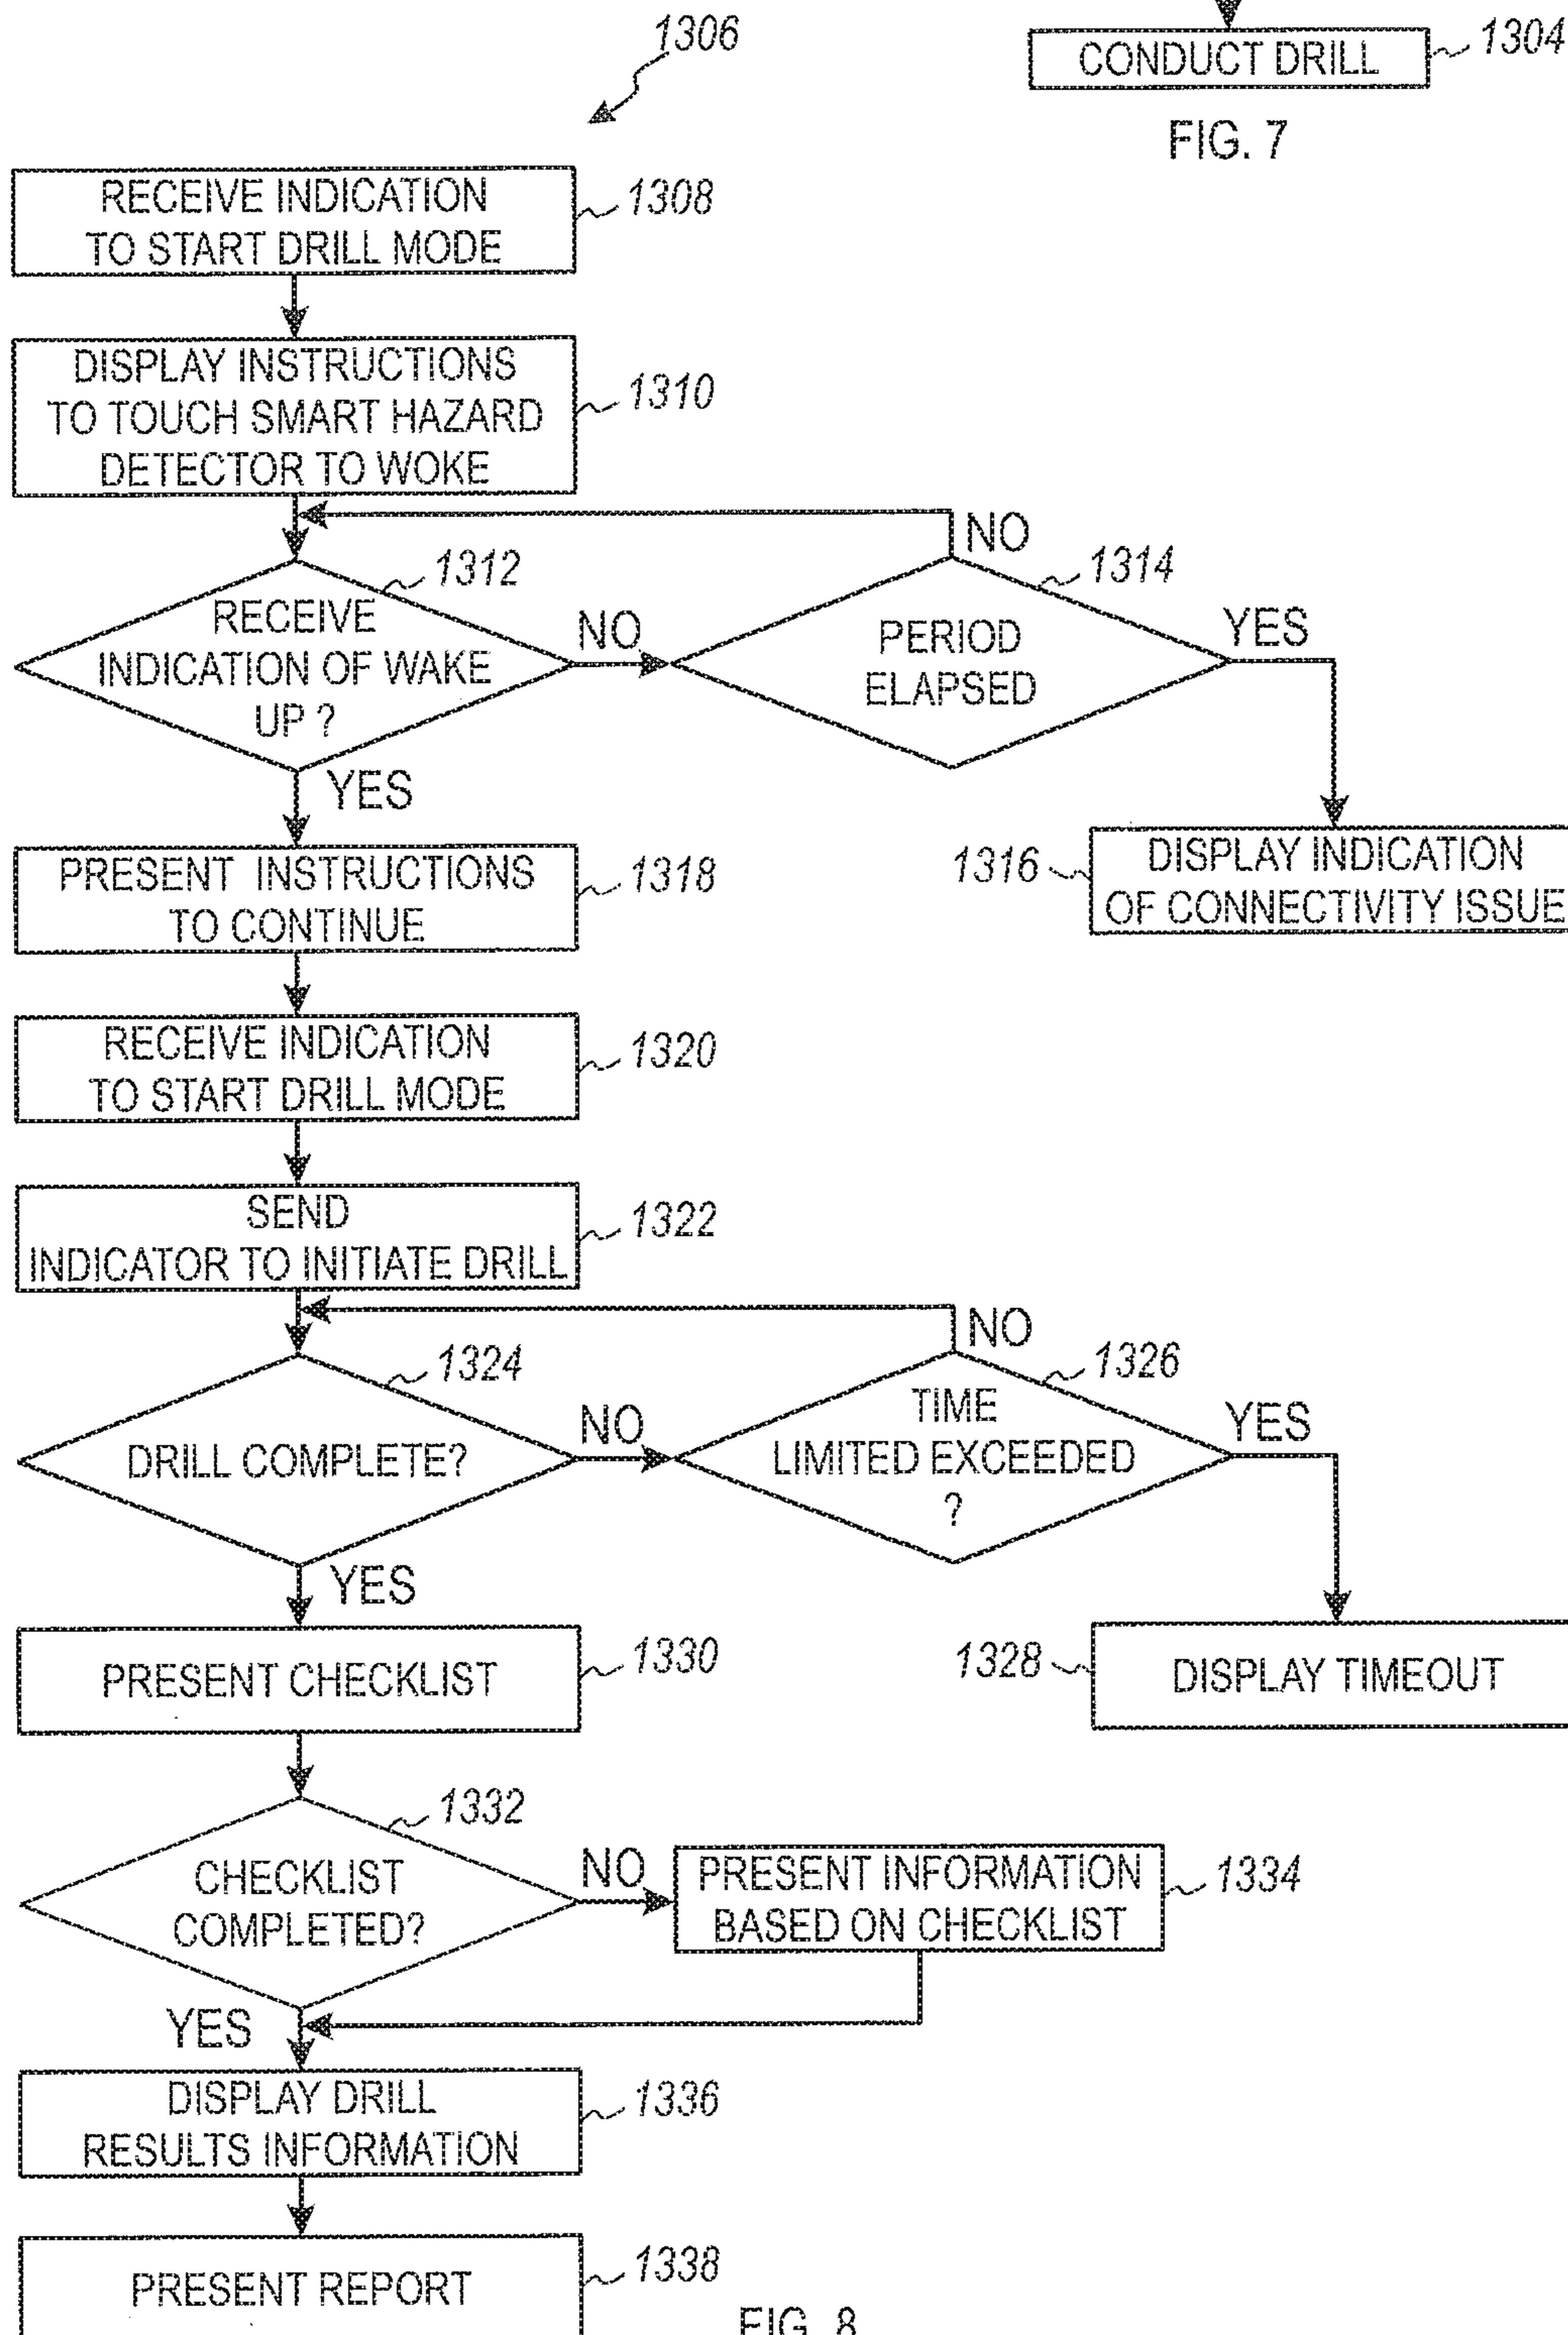 1306
CONDUCT DRILL
1304
FIG. 7
RECEIVE INDICATION
TO START DRILL MODE
1308
DISPLAY INSTRUCTIONS
TO TOUCH SMART HAZARD
DETECTOR TO WOKE
1310
NO
1312
RECEIVE
INDICATION OF WAKE
UP ?
NO
1314
PERIOD
ELAPSED
YES
YES
1316
DISPLAY INDICATION
OF CONNECTIVITY ISSUE
PRESENT INSTRUCTIONS
TO CONTINUE
1318
RECEIVE INDICATION
TO START DRILL MODE
1320
SEND
INDICATOR TO INITIATE DRILL
1322
NO
1324
DRILL COMPLETE?
NO
1326
TIME
LIMITED EXCEEDED
?
YES
YES
PRESENT CHECKLIST
1330
1328
DISPLAY TIMEOUT
1332
CHECKLIST
COMPLETED?
NO
PRESENT INFORMATION
BASED ON CHECKLIST
1334
YES
DISPLAY DRILL
RESULTS INFORMATION
1336
PRESENT REPORT
1338
FIG. 8